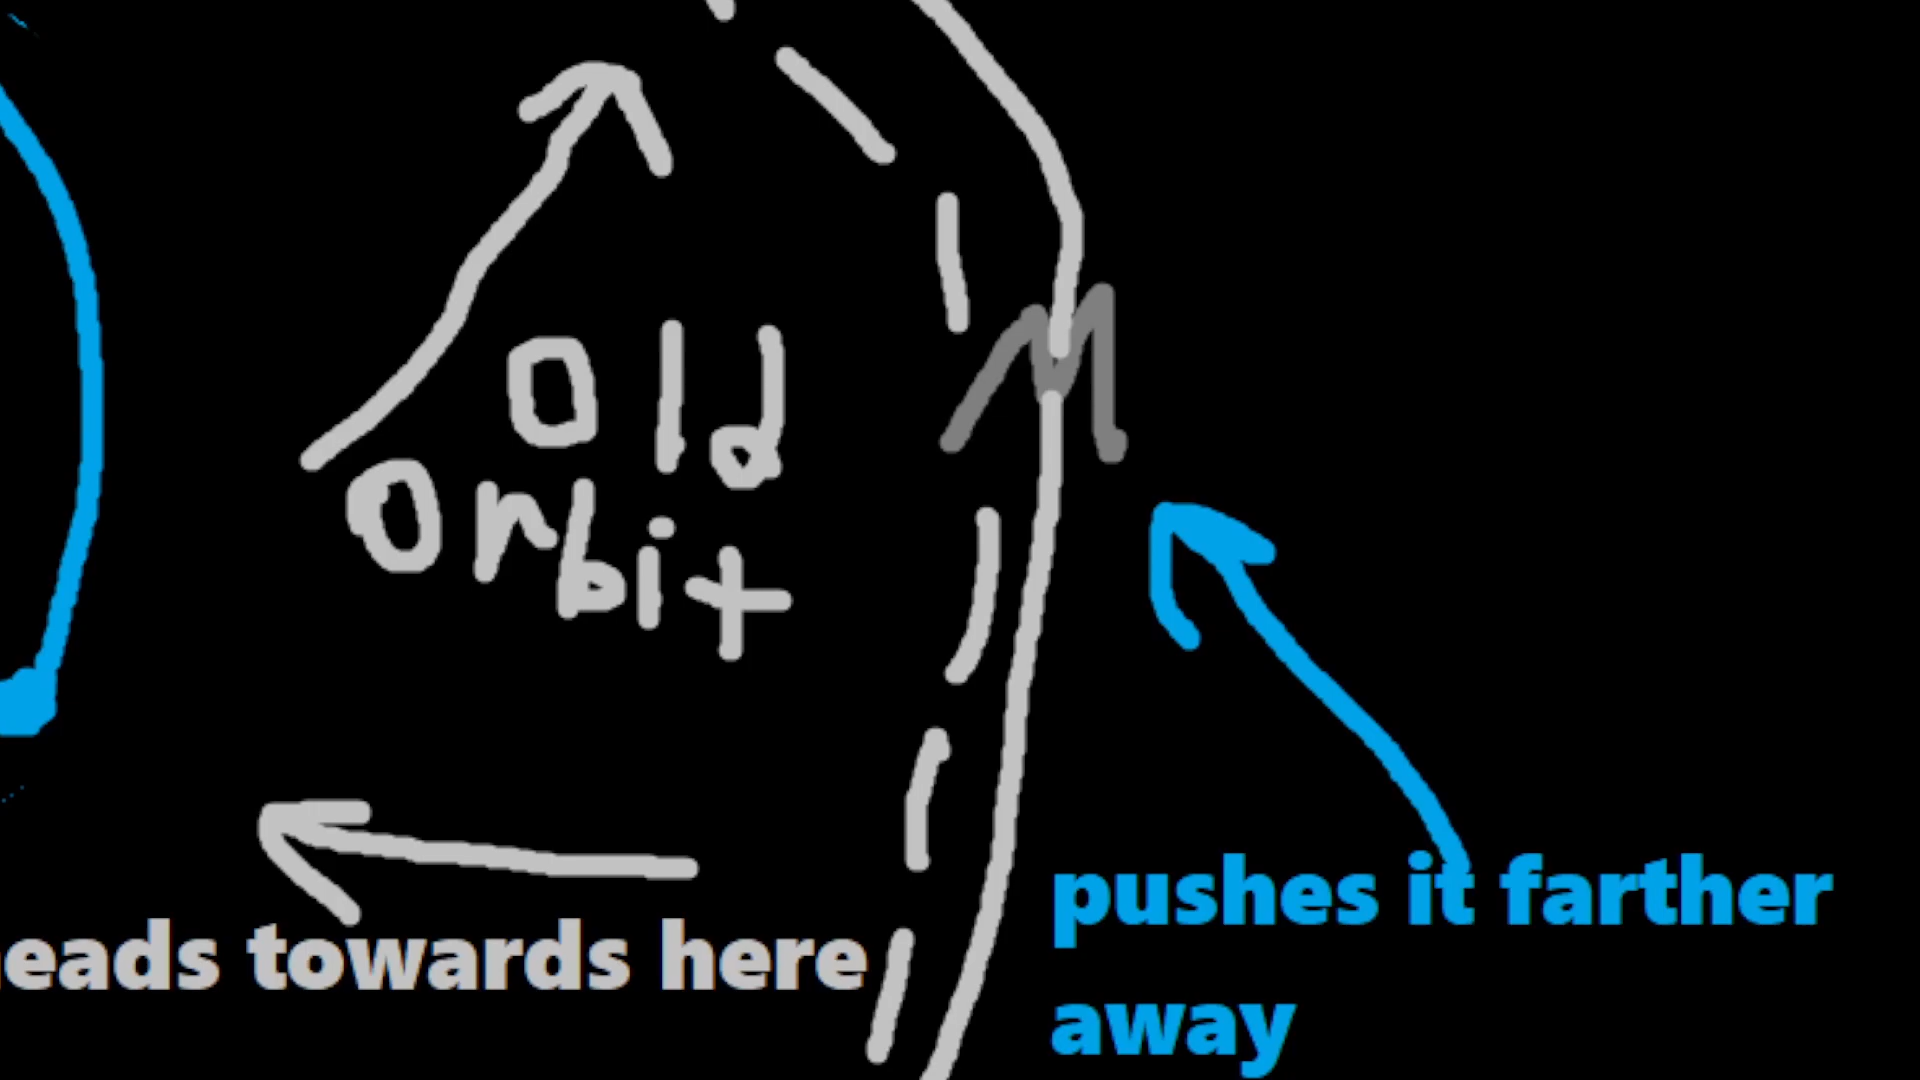 old
orbit
eads towards here
pushes it farther
away